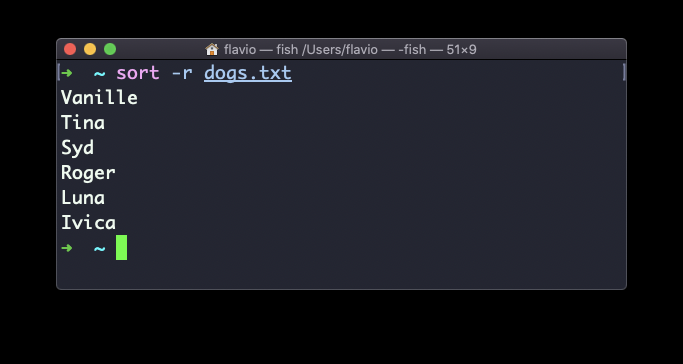 🏠 flavio — fish /Users/flavio — -fish — 51×9
➜ ~ sort -r dogs.txt
Vanille
Tina
Syd
Roger
Luna
Ivica
➜ ~